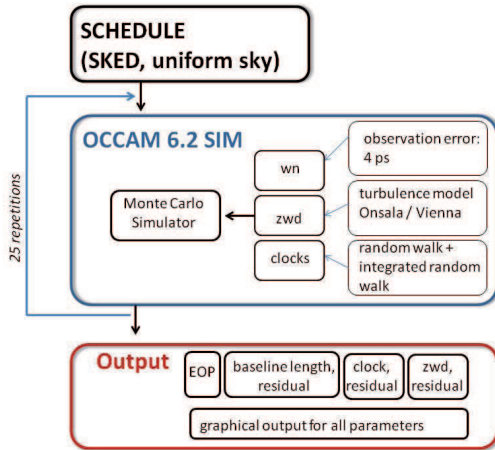 SCHEDULE
(SKED, uniform sky)
25 repetitions
OCCAM 6.2 SIM
observation error:
4 ps
wn
Monte Carlo
Simulator
zwd
turbulence model
Onsala / Vienna
clocks
random walk +
integrated random
walk
Output
EOP
baseline length,
residual
clock,
residual
zwd,
residual
graphical output for all parameters